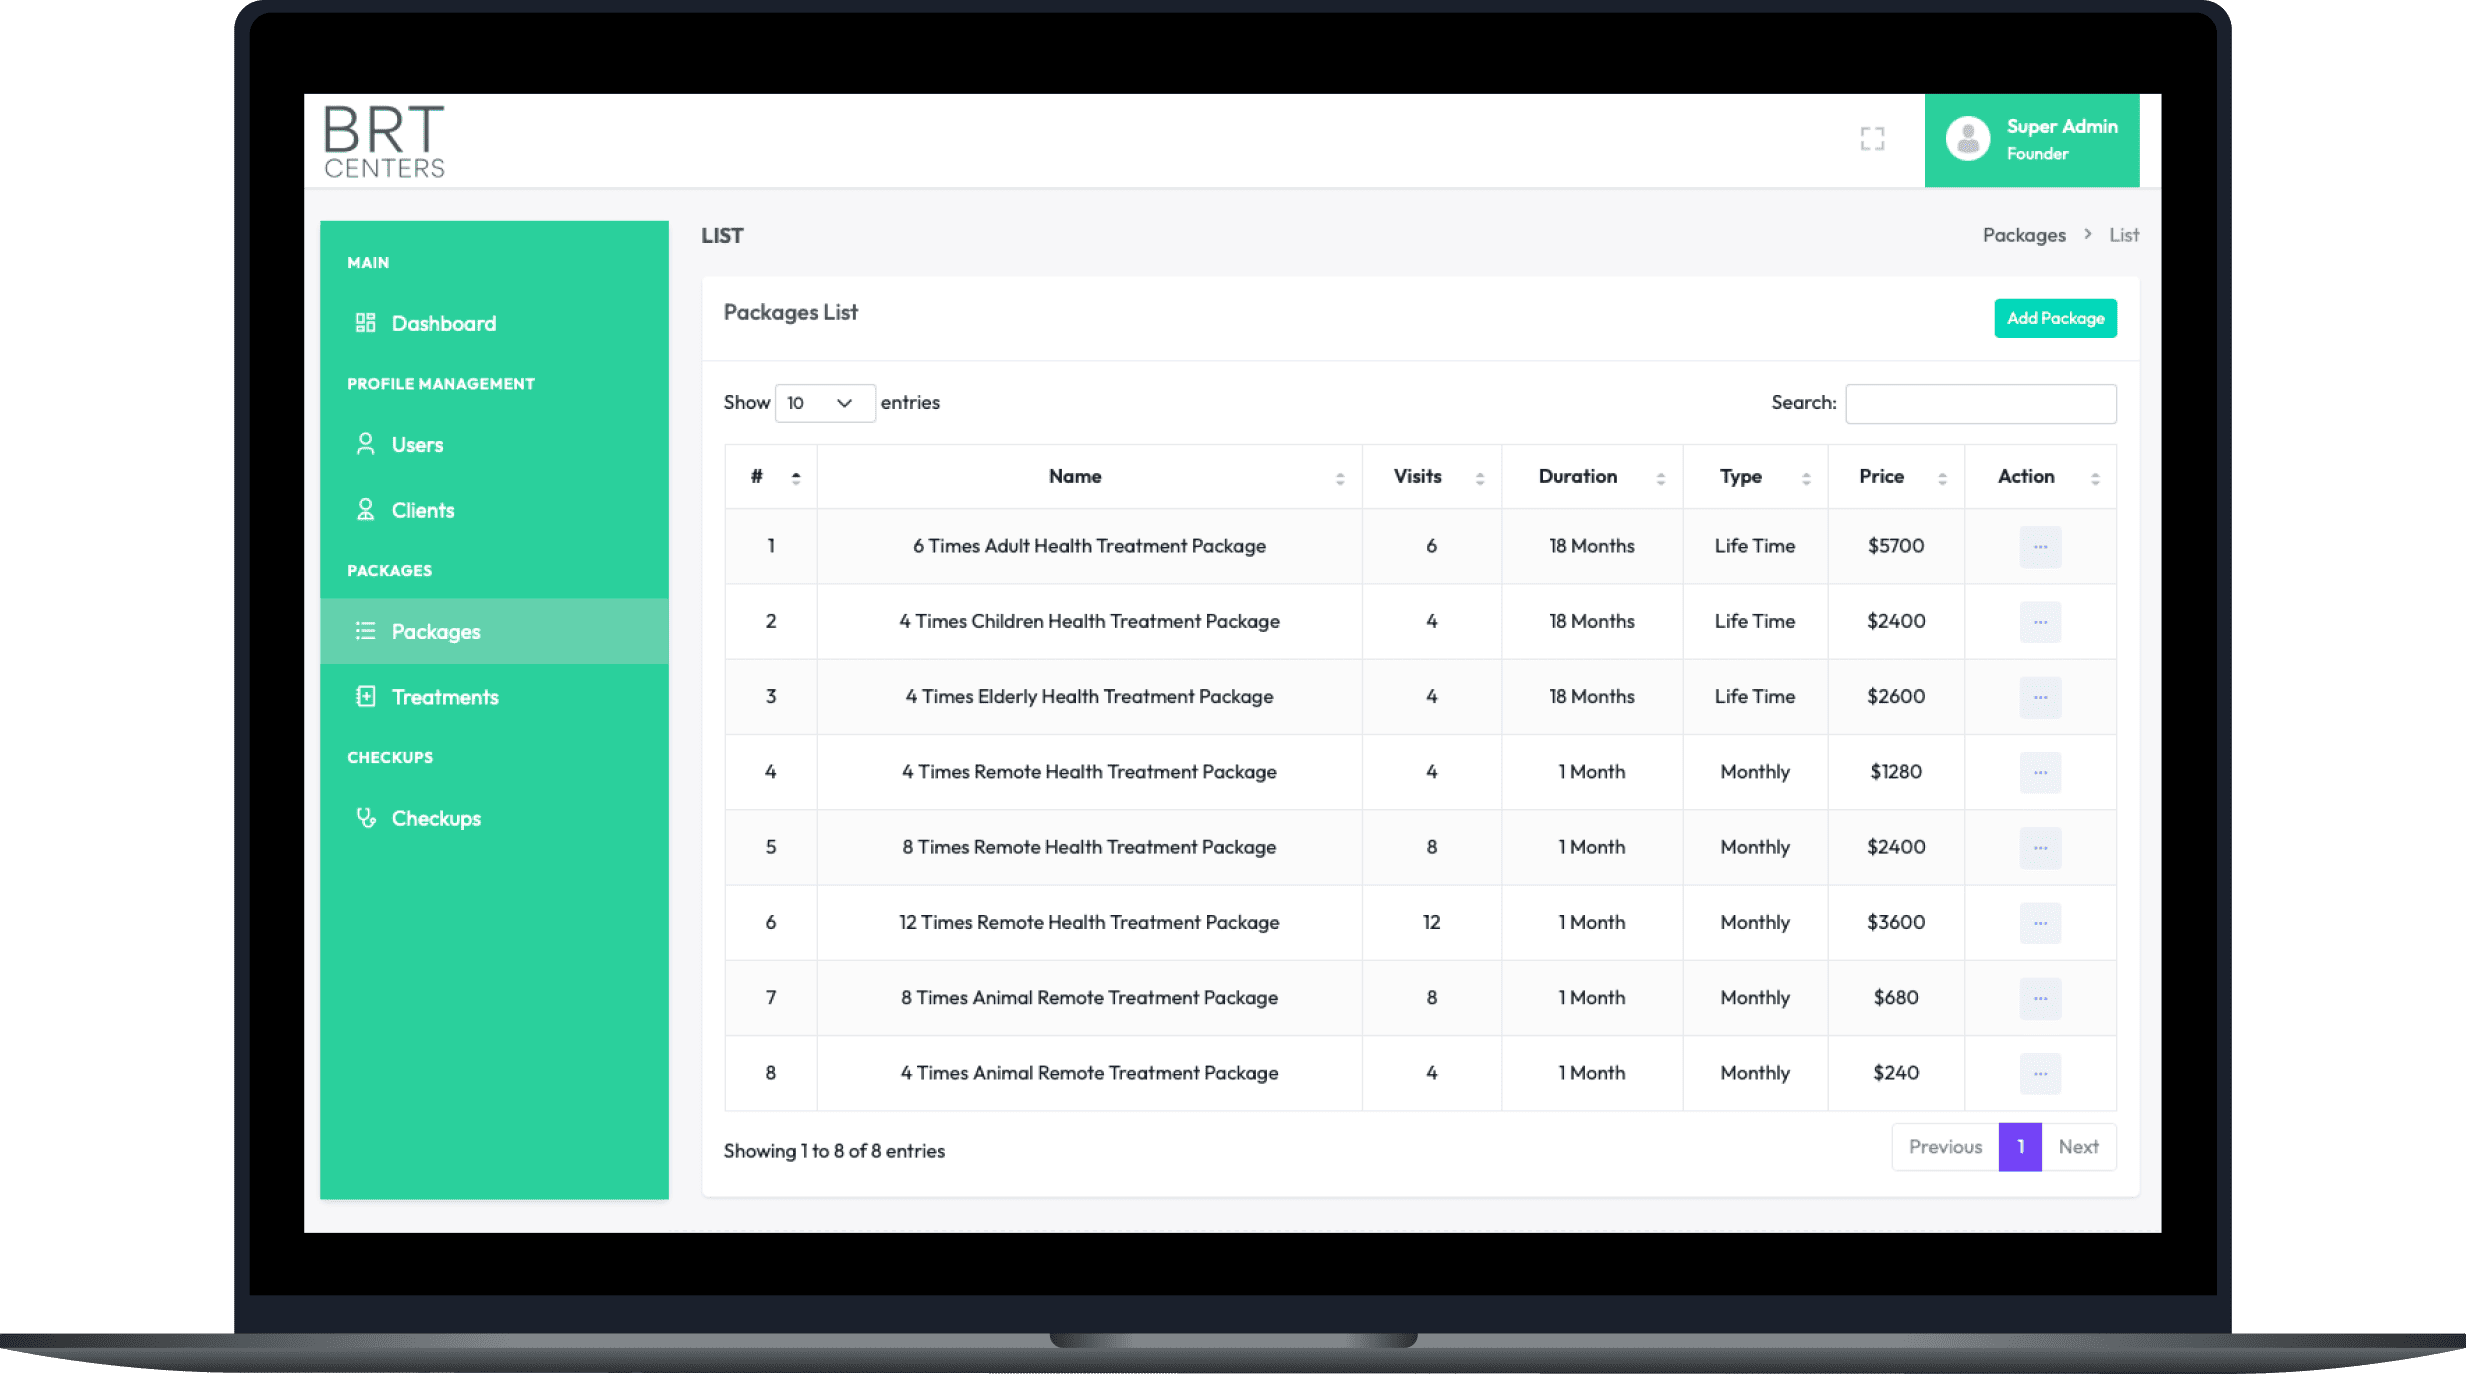 BRT
CENTERS
Super Admin
Founder
MAIN
Dashboard
PROFILE MANAGEMENT
Users
Clients
PACKAGES
Packages
Treatments
CHECKUPS
Checkups
LIST
Packages > List
Packages List
Add Package
Show 10 entries
Search:
# Name Visits Duration Type Price Action
1 6 Times Adult Health Treatment Package 6 18 Months Life Time $5700 ...
2 4 Times Children Health Treatment Package 4 18 Months Life Time $2400 ...
3 4 Times Elderly Health Treatment Package 4 18 Months Life Time $2600 ...
4 4 Times Remote Health Treatment Package 4 1 Month Monthly $1280 ...
5 8 Times Remote Health Treatment Package 8 1 Month Monthly $2400 ...
6 12 Times Remote Health Treatment Package 12 1 Month Monthly $3600 ...
7 8 Times Animal Remote Treatment Package 8 1 Month Monthly $680 ...
8 4 Times Animal Remote Treatment Package 4 1 Month Monthly $240 ...
Showing 1 to 8 of 8 entries
Previous 1 Next